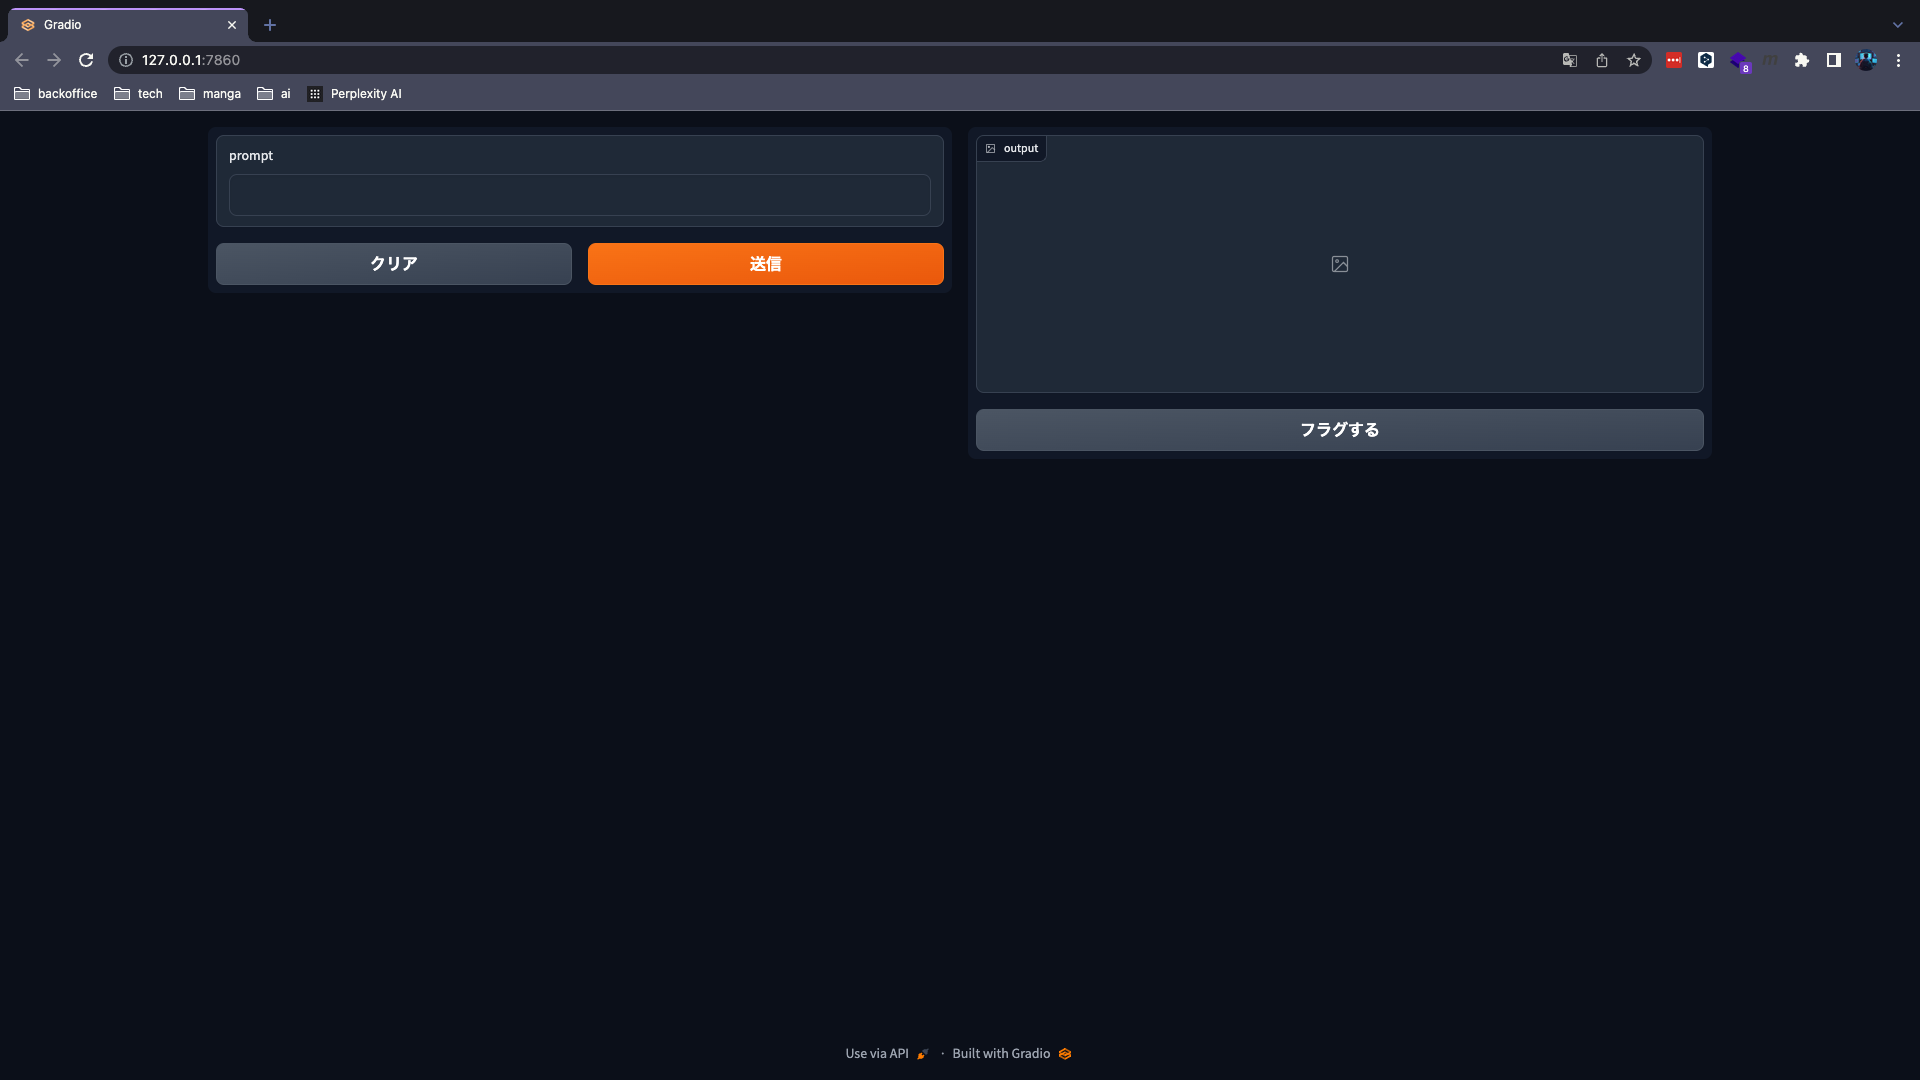 Gradio
127.0.0.1:7860
8
backoffice
tech
manga
ai
Perplexity AI
prompt
クリア
送信
output
フラグする
Use via API
·
Built with Gradio